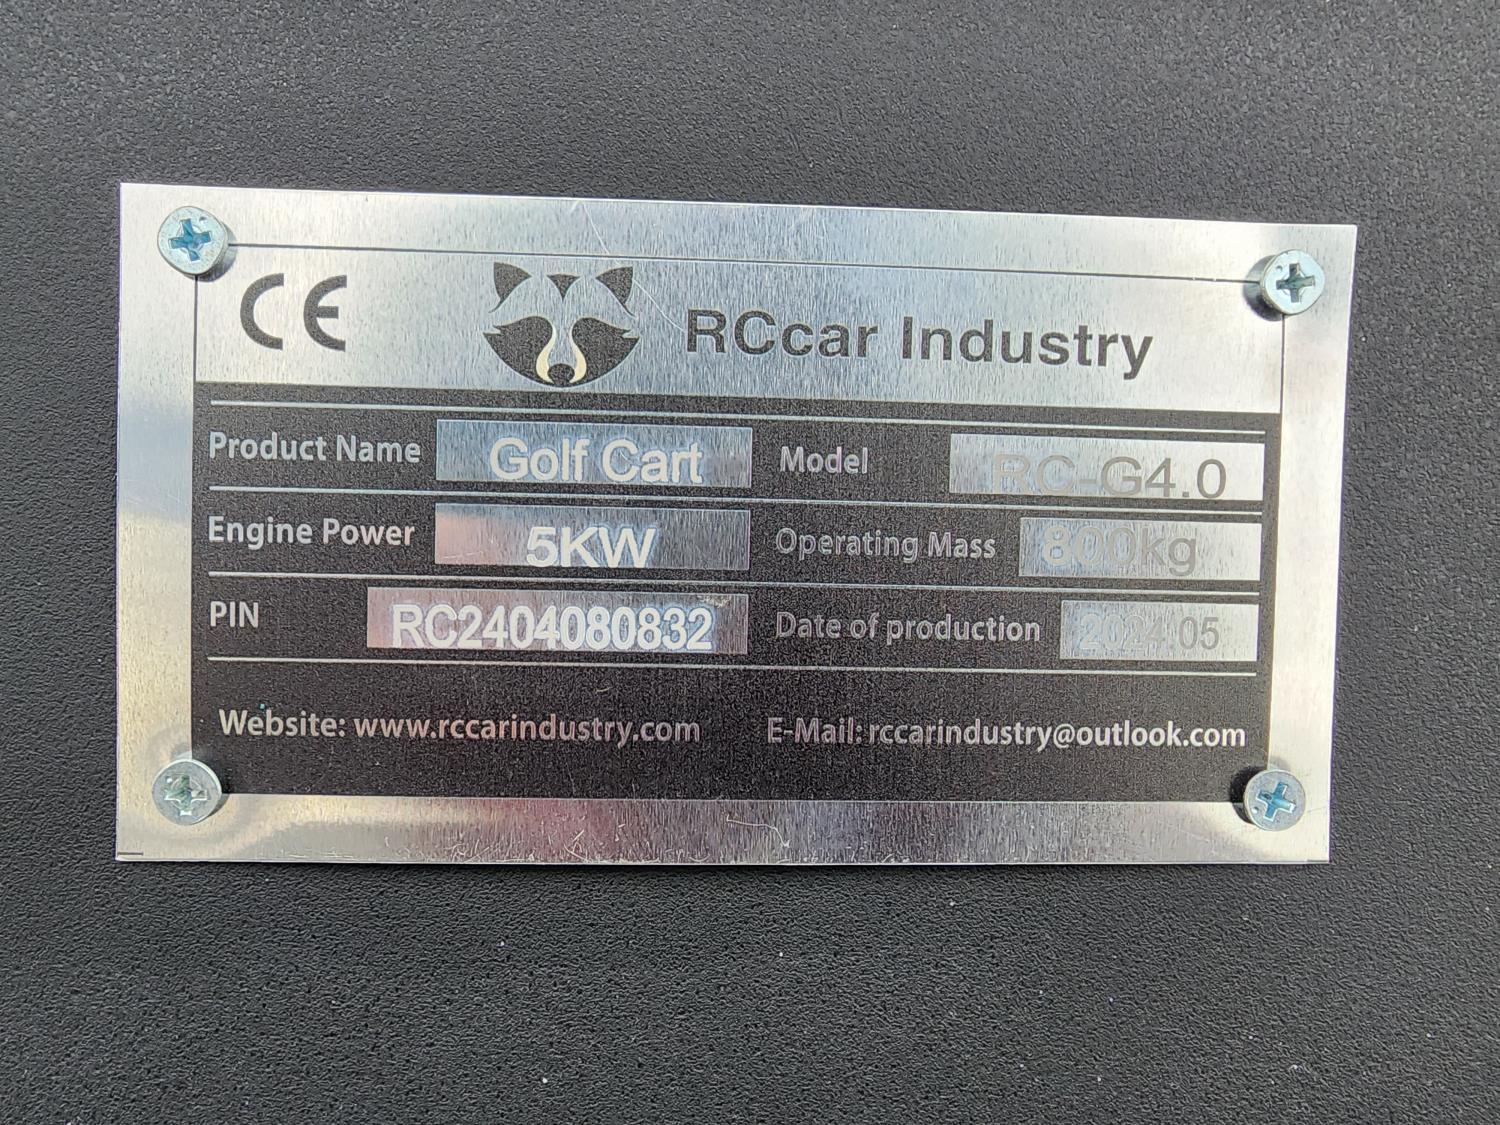 CE RCcar Industry
Product Name Golf Cart Model RC-G4.0
Engine Power 5KW Operating Mass 800kg
PIN RC2404080832 Date of production 2024.05
Website: www.rccarindustry.com E-Mail: rccarindustry@outlook.com